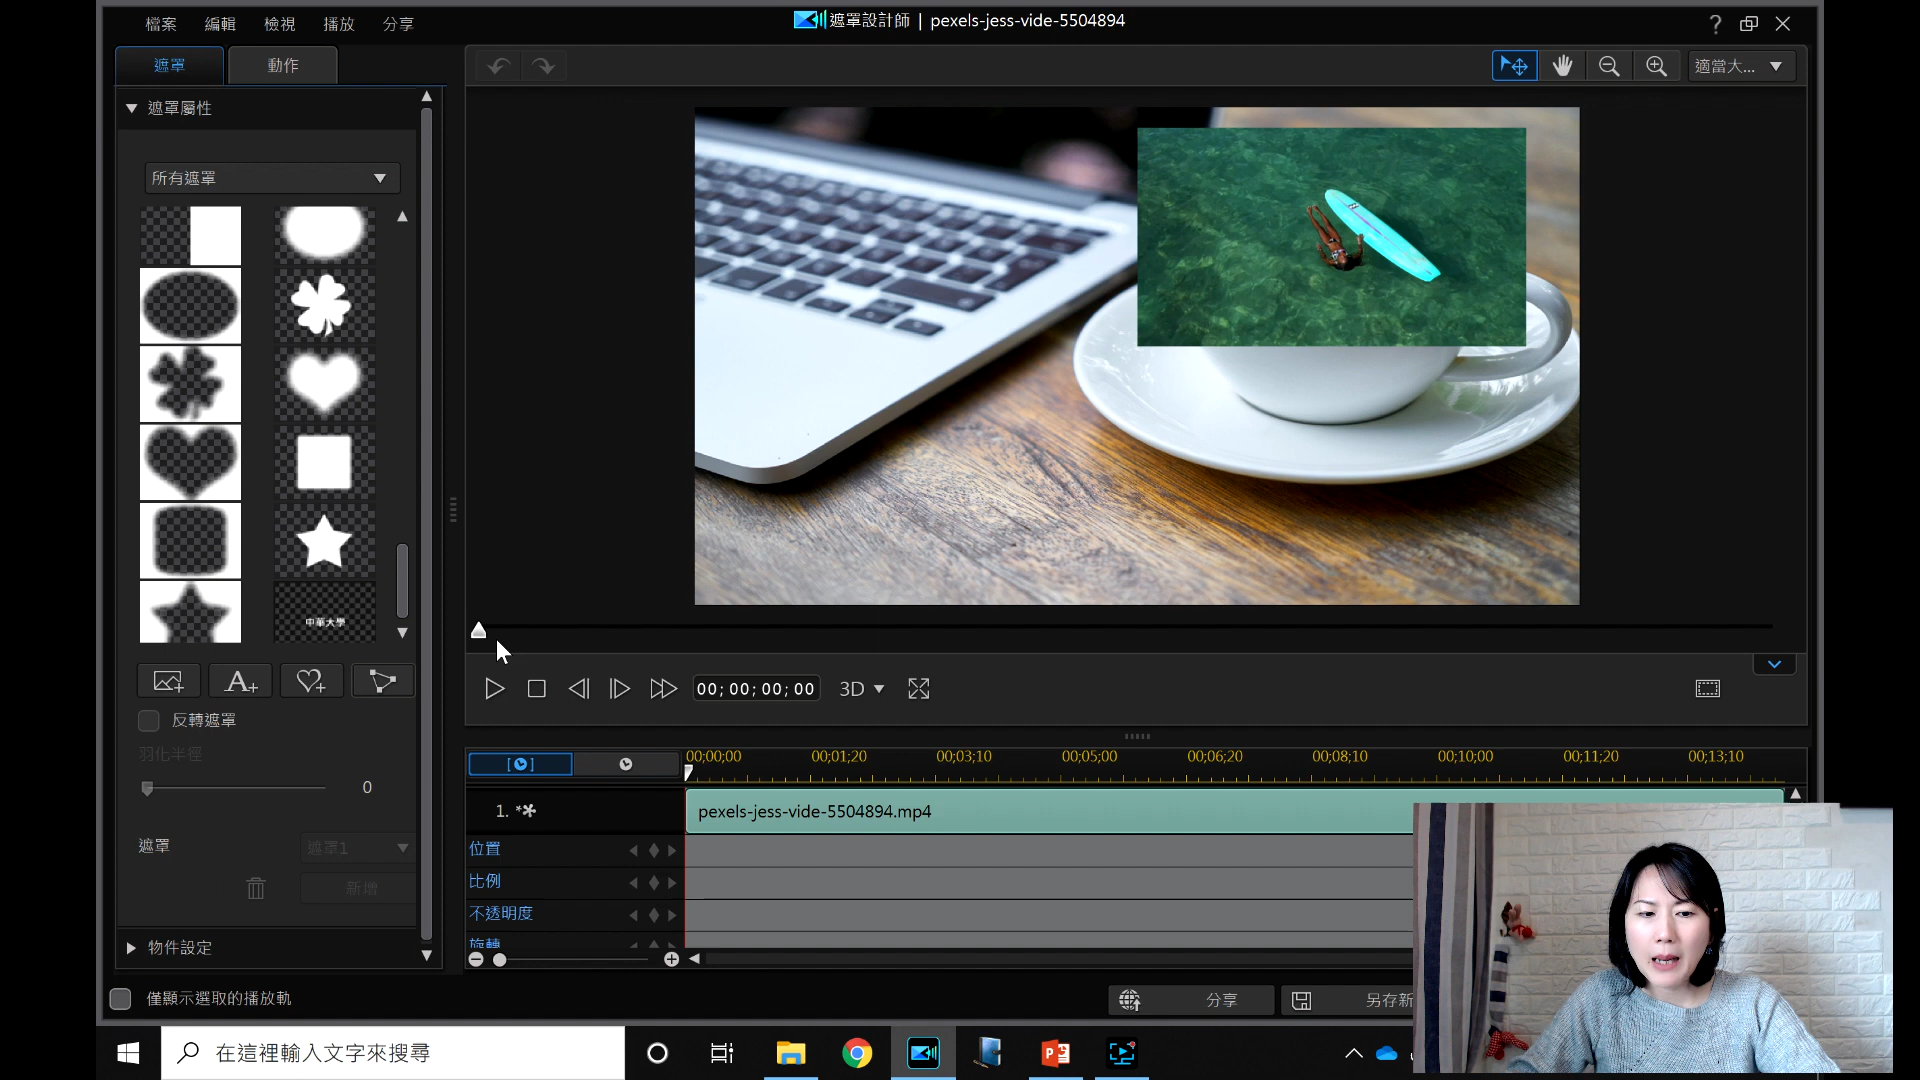 檔案 編輯 檢視 播放 分享
遮罩設計師 | pexels-jess-vide-5504894
?
遮罩 動作
適當大...
遮罩屬性
所有遮罩
中華大學
反轉遮罩
羽化半徑
0
遮罩 遮罩1
新增
物件設定
00;00;00;00 3D
00;00;00 00;01;20 00;03;10 00;05;00 00;06;20 00;08;10 00;10;00 00;11;20 00;13;10
1. pexels-jess-vide-5504894.mp4
位置
比例
不透明度
旋轉
僅顯示選取的播放軌
分享 另存新
在這裡輸入文字來搜尋